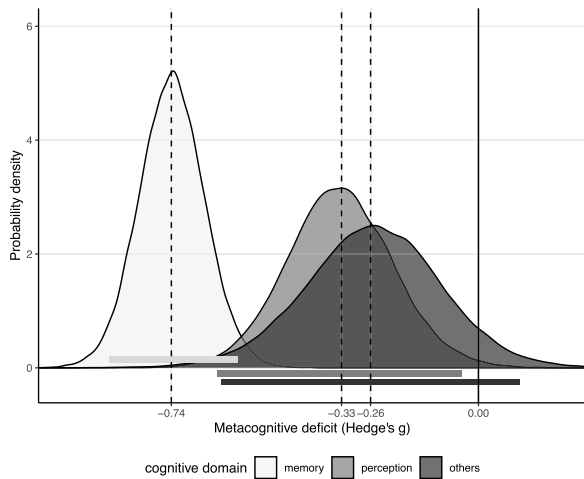 6
4
2
0
Probability density
−0.74
−0.33
−0.26
0.00
Metacognitive deficit (Hedge's g)
cognitive domain
memory
perception
others